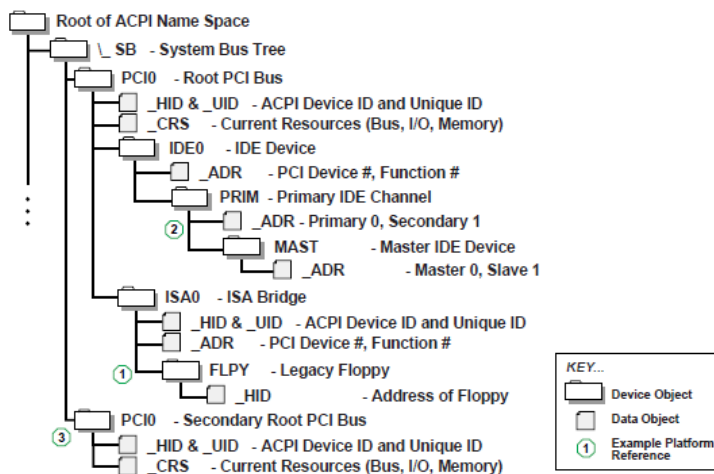 Root of ACPI Name Space
\_ SB - System Bus Tree
PCI0 - Root PCI Bus
_HID & _UID - ACPI Device ID and Unique ID
_CRS - Current Resources (Bus, I/O, Memory)
IDE0 - IDE Device
_ADR - PCI Device #, Function #
PRIM - Primary IDE Channel
2 _ADR - Primary 0, Secondary 1
MAST - Master IDE Device
_ADR - Master 0, Slave 1
ISA0 - ISA Bridge
_HID & _UID - ACPI Device ID and Unique ID
_ADR - PCI Device #, Function #
1 FLPY - Legacy Floppy
_HID - Address of Floppy
PCI0 - Secondary Root PCI Bus
3 _HID & _UID - ACPI Device ID and Unique ID
_CRS - Current Resources (Bus, I/O, Memory)
KEY...
Device Object
Data Object
1 Example Platform
Reference